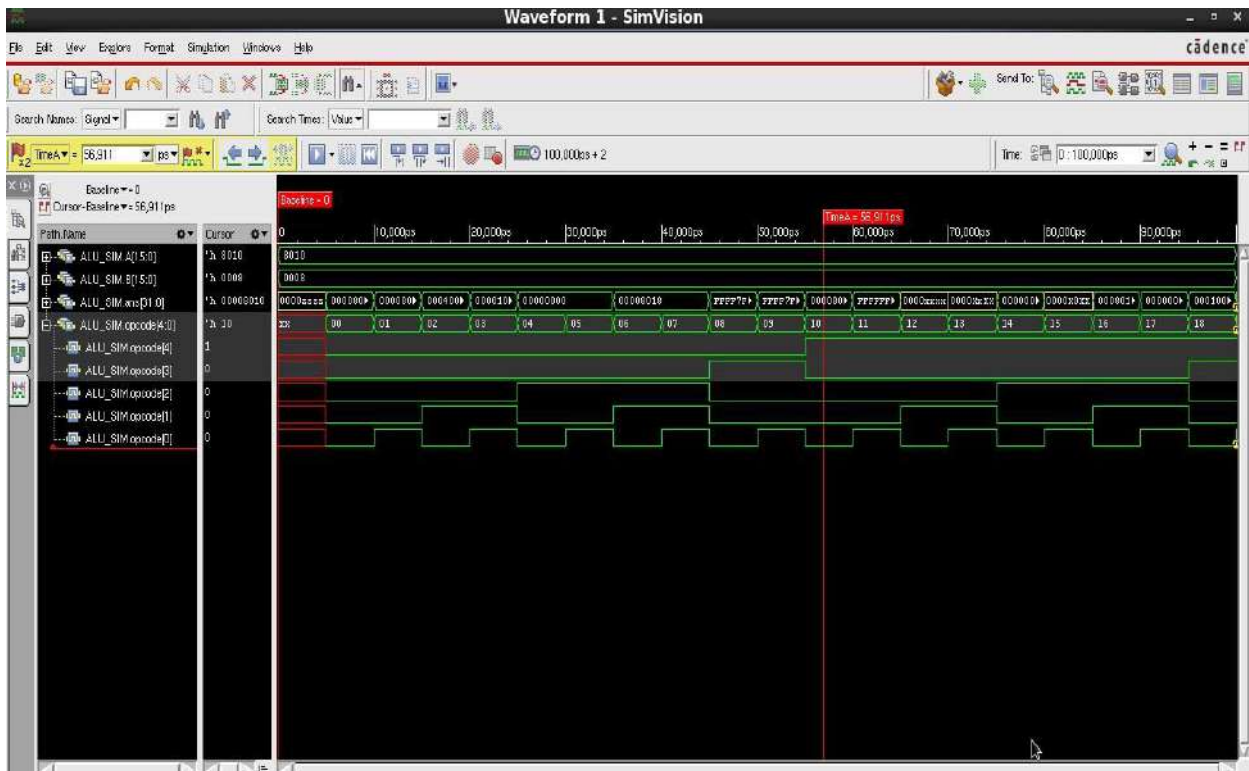 Waveform 1 - SimVision
File Edit View Explore Format Simulation Windows Help
cādence
Send To:
Search Names: Signal Search Times: Value
TimeA = 56,911 ps 100,000ps + 2 Time: 0 : 100,000ps
x2
Baseline = 0
Cursor-Baseline = 56,911ps
Baseline = 0
TimeA = 56,911ps
Path.Name Cursor 0 10,000ps 20,000ps 30,000ps 40,000ps 50,000ps 60,000ps 70,000ps 80,000ps 90,000ps
ALU_SIM.A[15:0] 'h 8010 8010
ALU_SIM.B[15:0] 'h 0008 0008
ALU_SIM.ans[31:0] 00000000 00000018
ALU_SIM.opcode[4:0] 'h 10 xx 00 01 02 03 04 05 06 07 08 09 10 11 12 13 14 15 16 17 18
ALU_SIM.opcode[4] 1
ALU_SIM.opcode[3] 0
ALU_SIM.opcode[2] 0
ALU_SIM.opcode[1] 0
ALU_SIM.opcode[0] 0